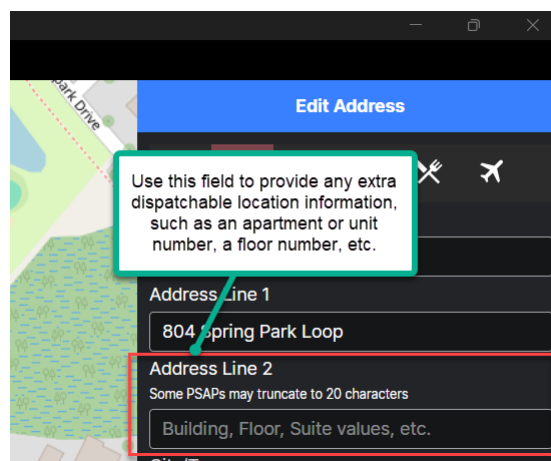 park Drive
Edit Address
Use this field to provide any extra
dispatchable location information,
such as an apartment or unit
number, a floor number, etc.
Address Line 1
804 Spring Park Loop
Address Line 2
Some PSAPs may truncate to 20 characters
Building, Floor, Suite values, etc.